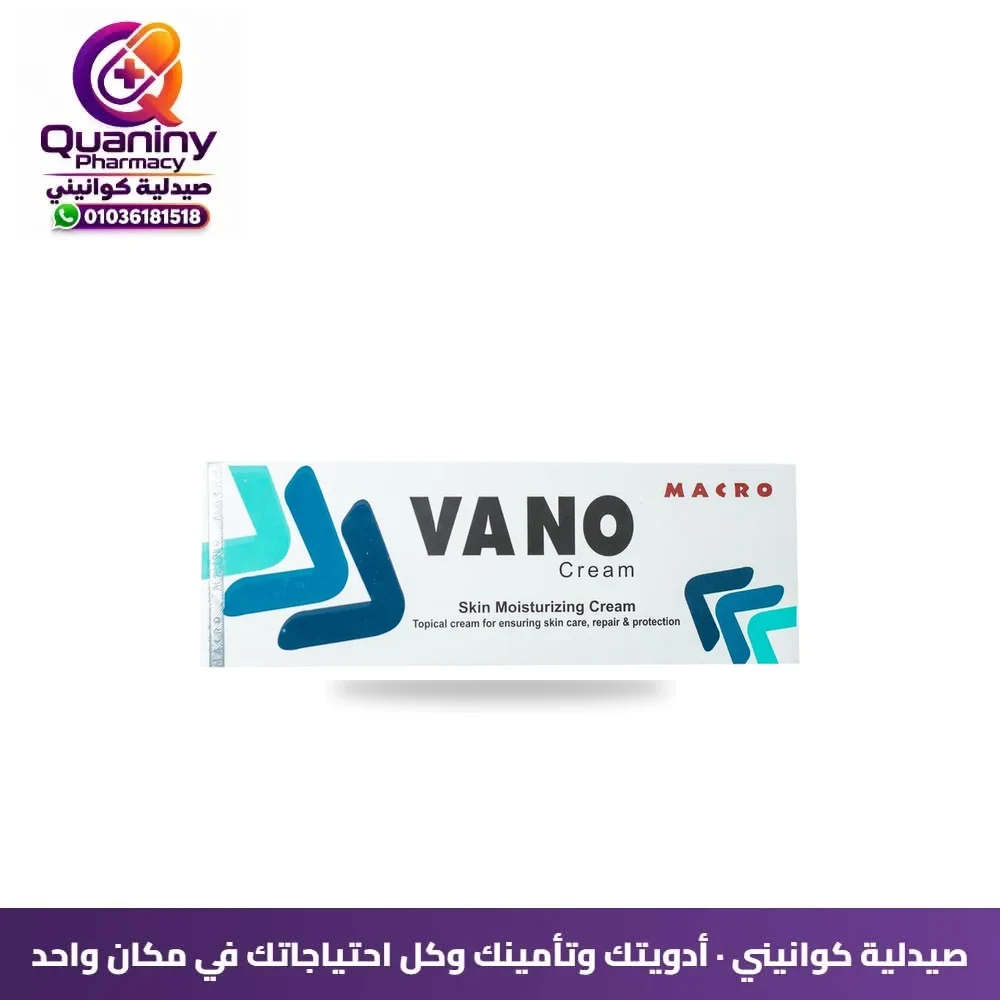 Quaniny
Pharmacy
صيدلية كوانيني
01036181518
MACRO
VANO
Cream
Skin Moisturizing Cream
Topical cream for ensuring skin care, repair & protection
MACRO
صيدلية كوانيني · أدويتك وتأمينك وكل احتياجاتك في مكان واحد